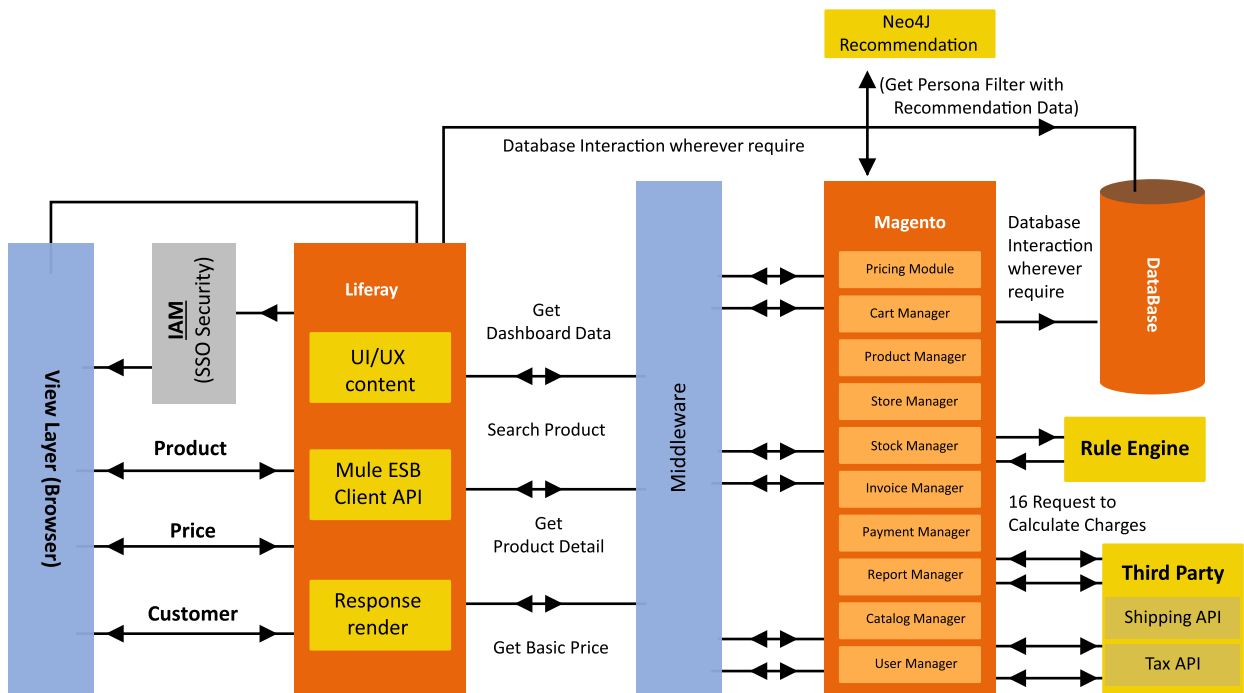 Neo4J
Recommendation
(Get Persona Filter with
Recommendation Data)
Database Interaction wherever require
View Layer (Browser)
IAM
(SSO Security)
Product
Price
Customer
Liferay
UI/UX
content
Mule ESB
Client API
Response
render
Get
Dashboard Data
Search Product
Get
Product Detail
Get Basic Price
Middleware
Magento
Pricing Module
Cart Manager
Product Manager
Store Manager
Stock Manager
Invoice Manager
Payment Manager
Report Manager
Catalog Manager
User Manager
Database
Interaction
wherever
require
DataBase
Rule Engine
16 Request to
Calculate Charges
Third Party
Shipping API
Tax API